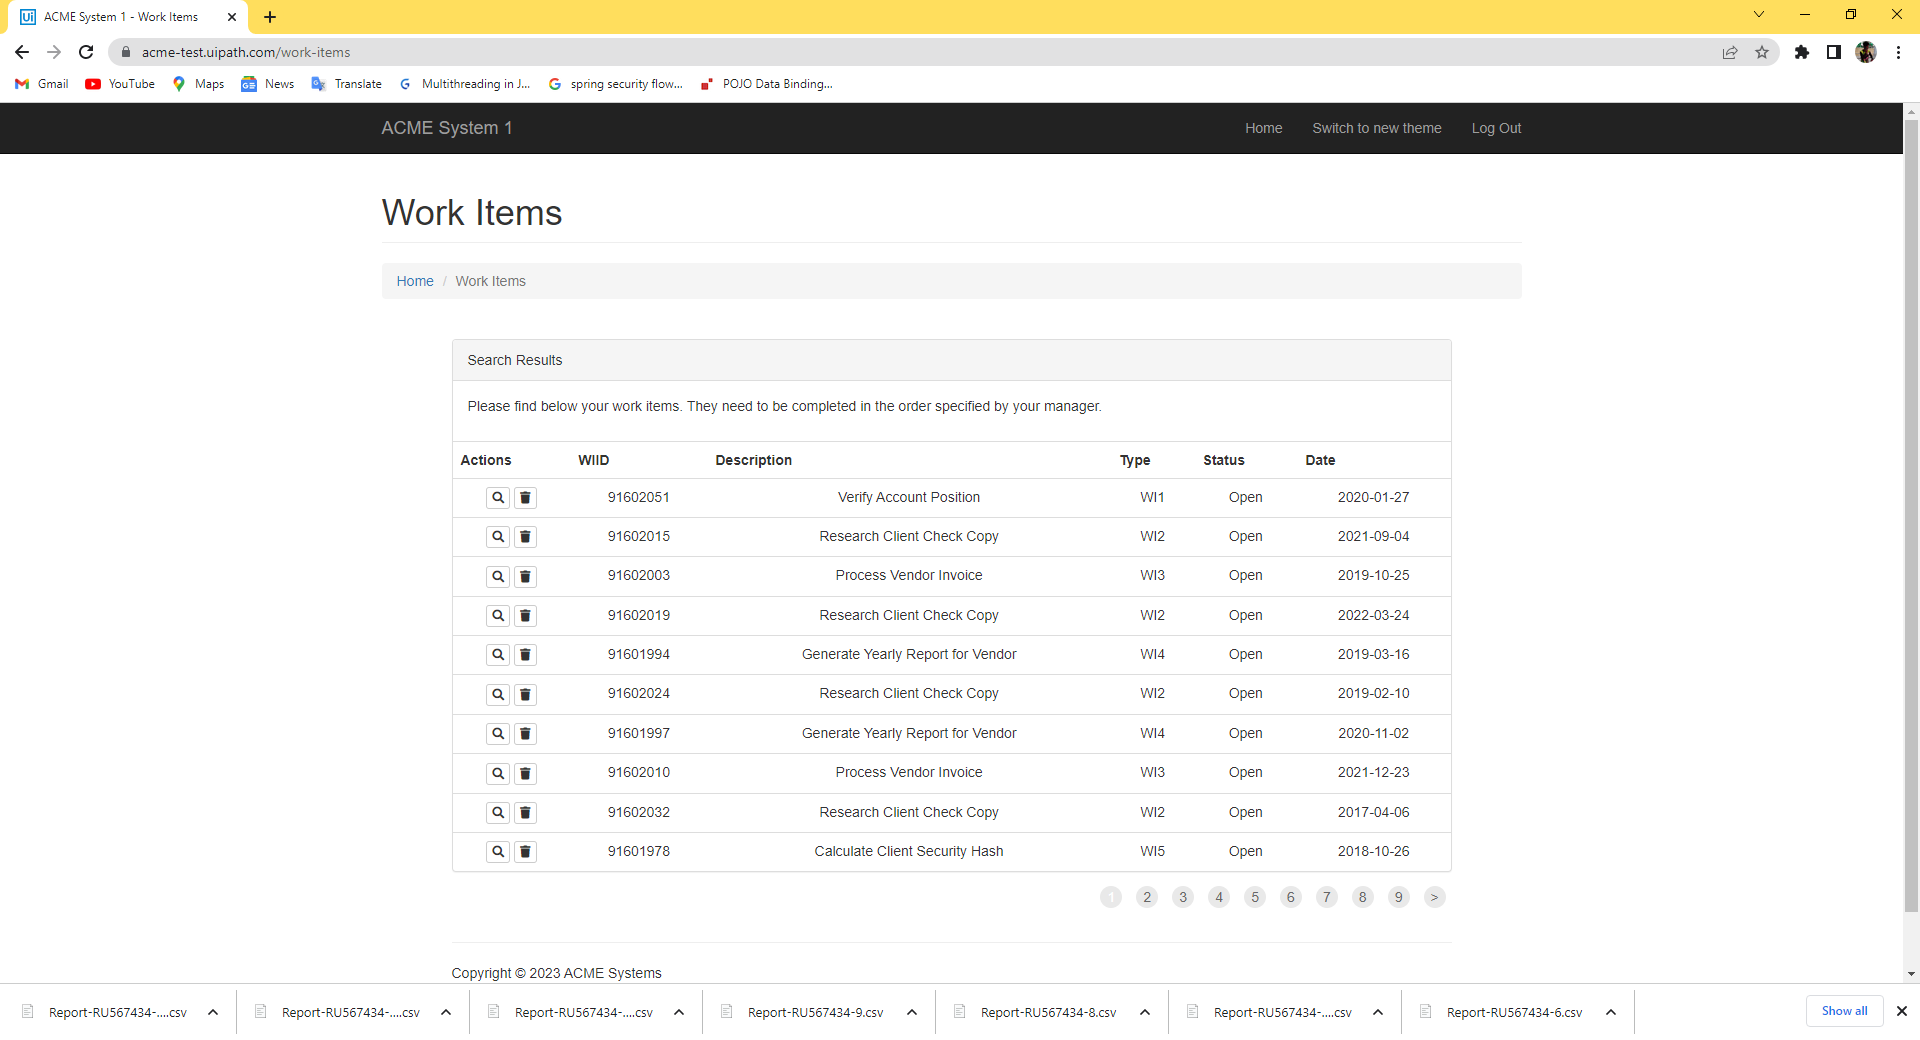 ACME System 1 - Work Items
acme-test.uipath.com/work-items
Gmail YouTube Maps News Translate Multithreading in J... spring security flow... POJO Data Binding...
ACME System 1 Home Switch to new theme Log Out
Work Items
Home / Work Items
Search Results
Please find below your work items. They need to be completed in the order specified by your manager.
Actions WIID Description Type Status Date
91602051 Verify Account Position WI1 Open 2020-01-27
91602015 Research Client Check Copy WI2 Open 2021-09-04
91602003 Process Vendor Invoice WI3 Open 2019-10-25
91602019 Research Client Check Copy WI2 Open 2022-03-24
91601994 Generate Yearly Report for Vendor WI4 Open 2019-03-16
91602024 Research Client Check Copy WI2 Open 2019-02-10
91601997 Generate Yearly Report for Vendor WI4 Open 2020-11-02
91602010 Process Vendor Invoice WI3 Open 2021-12-23
91602032 Research Client Check Copy WI2 Open 2017-04-06
91601978 Calculate Client Security Hash WI5 Open 2018-10-26
1 2 3 4 5 6 7 8 9 >
Copyright © 2023 ACME Systems
Report-RU567434-....csv Report-RU567434-....csv Report-RU567434-....csv Report-RU567434-9.csv Report-RU567434-8.csv Report-RU567434-....csv Report-RU567434-6.csv Show all